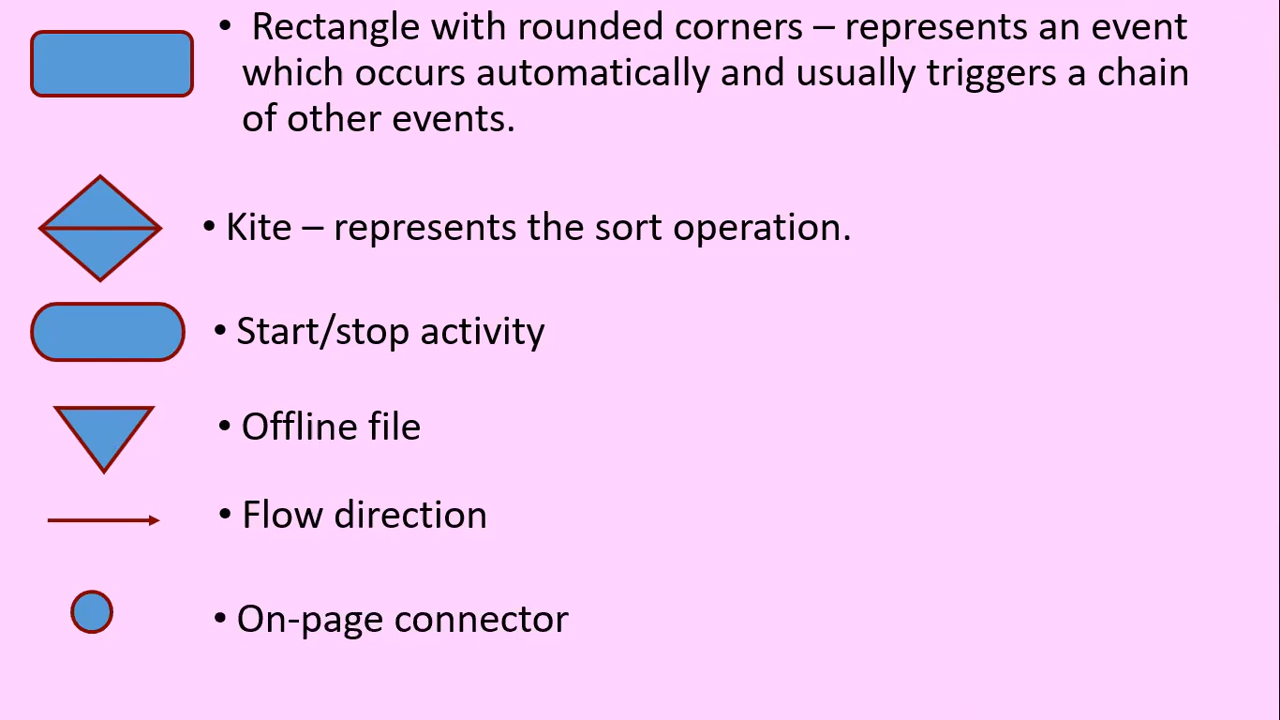 • Rectangle with rounded corners – represents an event
which occurs automatically and usually triggers a chain
of other events.
• Kite – represents the sort operation.
• Start/stop activity
• Offline file
• Flow direction
• On-page connector